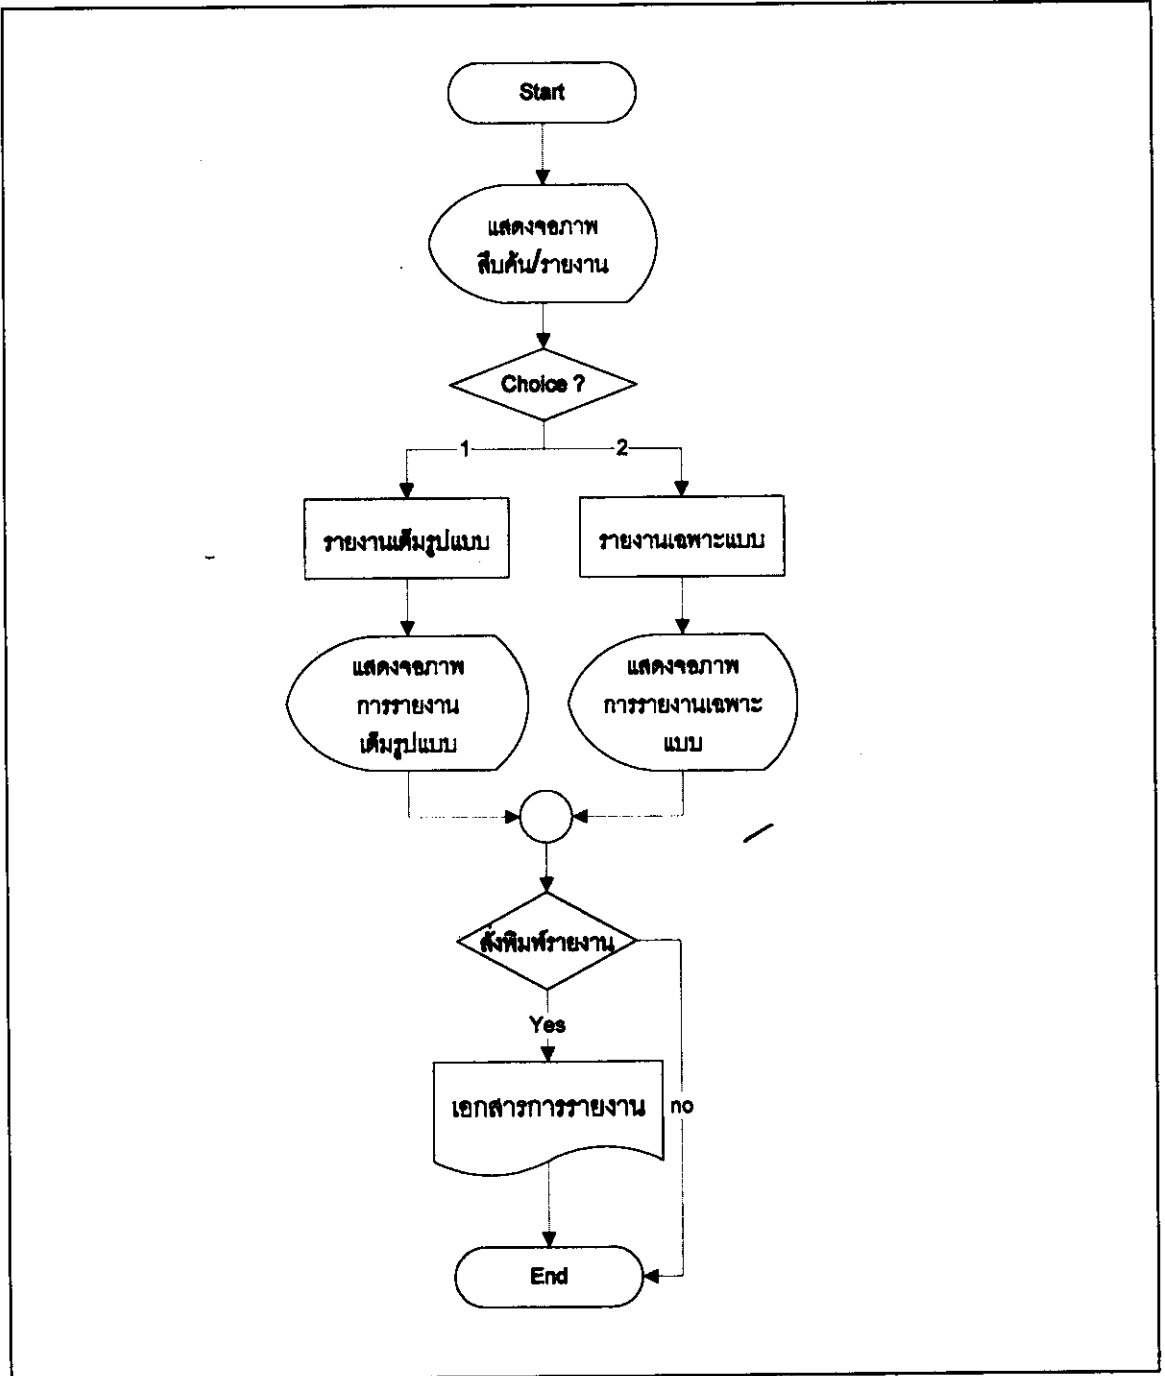 Start
แสดงจอภาพ
สืบค้น/รายงาน
Choice ?
1
2
รายงานเต็มรูปแบบ
รายงานเฉพาะแบบ
แสดงจอภาพ
การรายงาน
เต็มรูปแบบ
แสดงจอภาพ
การรายงานเฉพาะ
แบบ
สั่งพิมพ์รายงาน
Yes
เอกสารการรายงาน
no
End